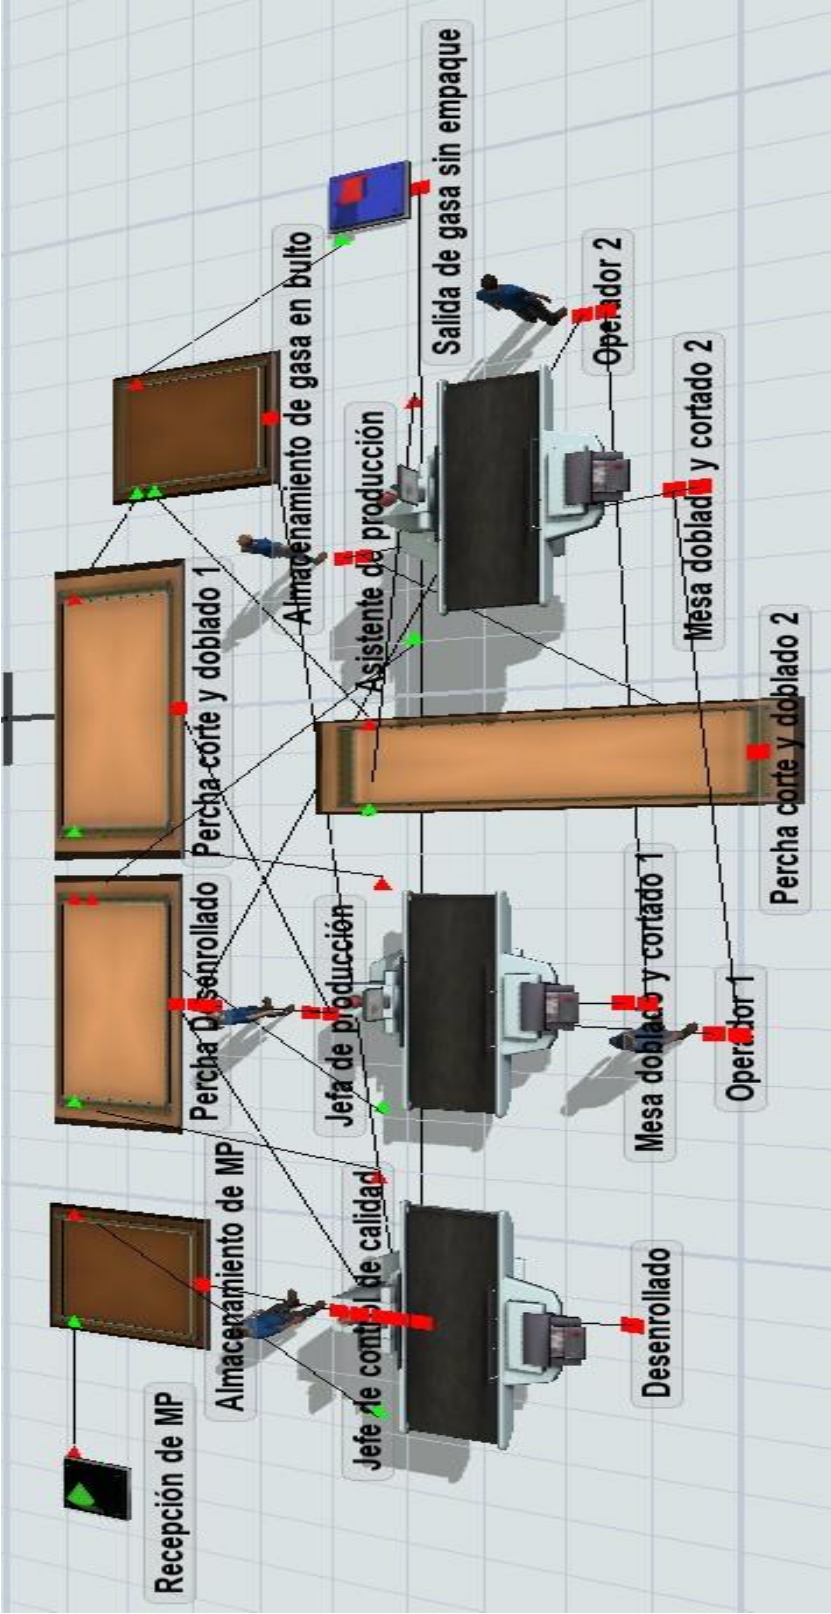 Recepción de MP
Almacenamiento de MP
Percha Desenrollado
Percha corte y doblado 1
Almacenamiento de gasa en bulto
Jefe de control de calidad
Jefa de producción
Asistente de producción
Salida de gasa sin empaque
Desenrollado
Mesa doblado y cortado 1
Operador 1
Percha corte y doblado 2
Mesa doblado y cortado 2
Operador 2